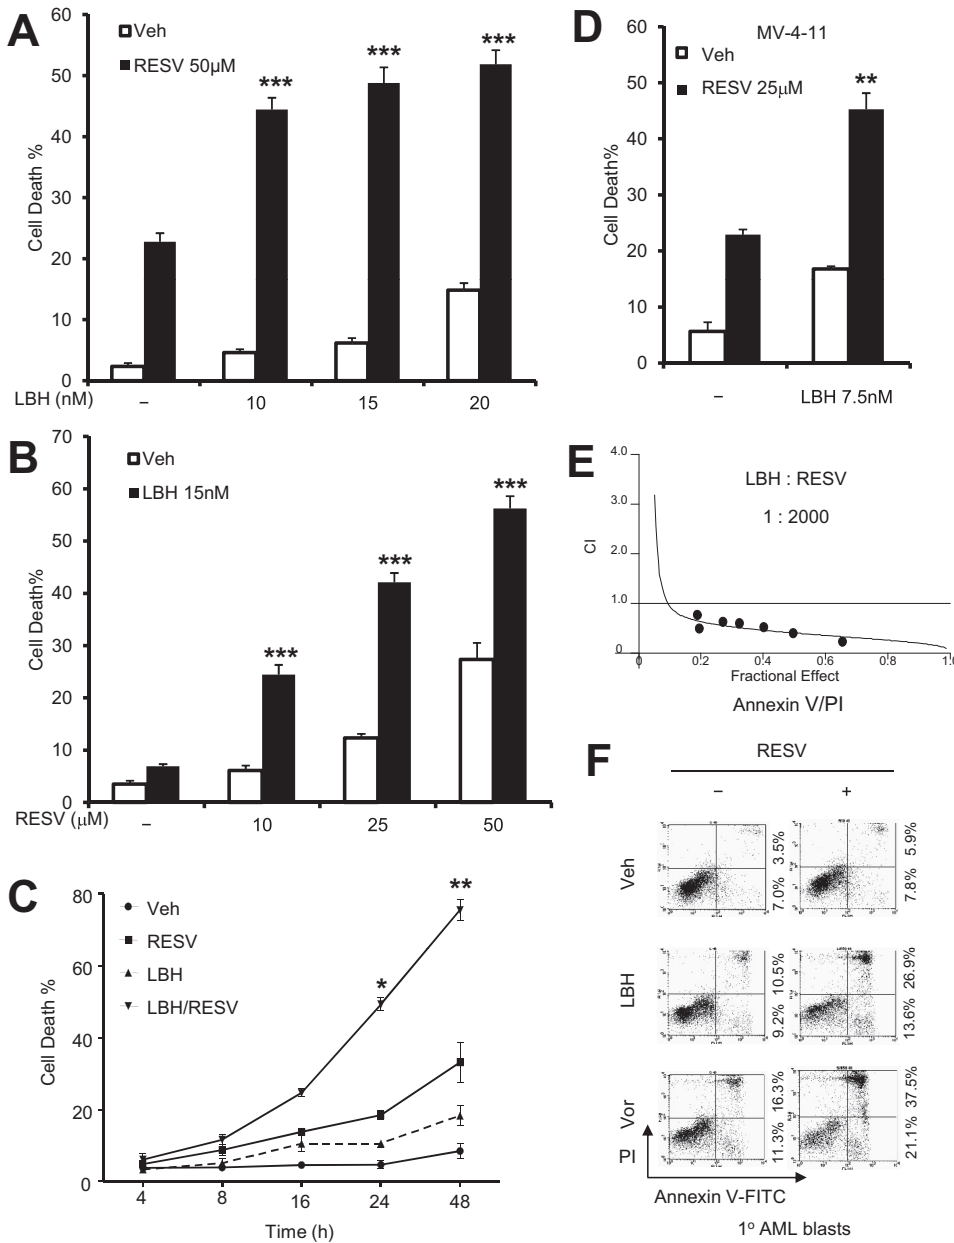 A
60
50
40
30
20
10
0
Cell Death %
Veh
RESV 50µM
***
***
***
LBH (nM)
–
10
15
20
B
70
60
50
40
30
20
10
0
Cell Death%
Veh
LBH 15nM
***
***
***
RESV (µM)
–
10
25
50
C
80
60
40
20
0
Cell Death %
Veh
RESV
LBH
LBH/RESV
*
**
4
8
16
24
48
Time (h)
D
MV-4-11
60
50
40
30
20
10
0
Cell Death%
Veh
RESV 25µM
**
–
LBH 7.5nM
E
4.0
3.0
2.0
1.0
0
CI
LBH : RESV
1 : 2000
0
0.2
0.4
0.6
0.8
1.0
Fractional Effect
Annexin V/PI
F
RESV
–
+
Veh
7.0% 3.5%
7.8% 5.9%
LBH
9.2% 10.5%
13.6% 26.9%
Vor
11.3% 16.3%
21.1% 37.5%
PI
Annexin V-FITC
1° AML blasts